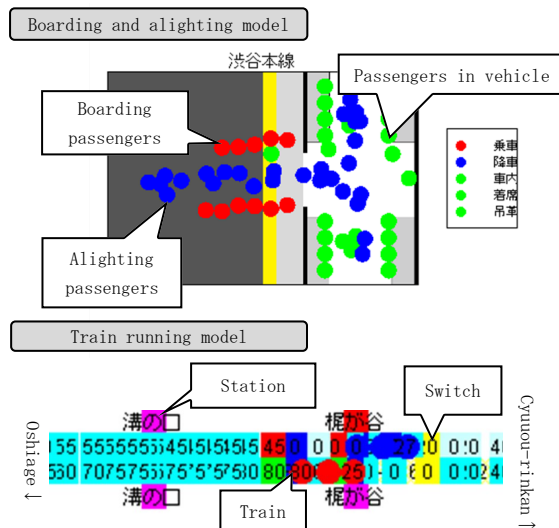 Boarding and alighting model
渋谷本線
Boarding
passengers
Passengers in vehicle
乗車
降車
車内
着席
吊革
Alighting
passengers
Train running model
Station
Switch
溝の口
梶が谷
Oshiage ↓
Cyuuou-rinkan ↑
溝の口
梶が谷
Train